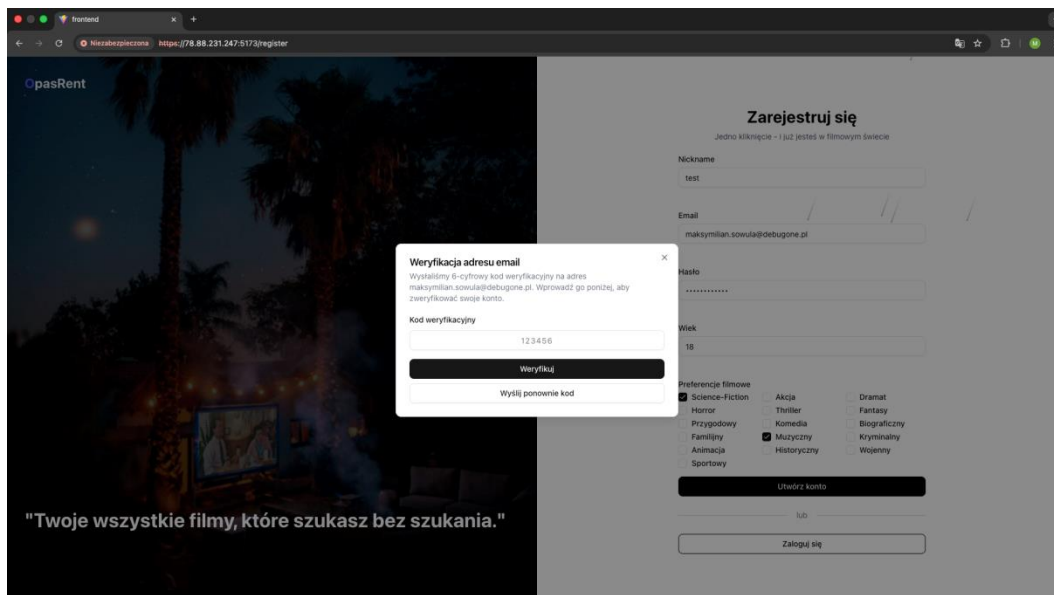 frontend
Niezabezpieczona https://78.88.231.247:5173/register
M
OpasRent
"Twoje wszystkie filmy, które szukasz bez szukania."
Zarejestruj się
Jedno kliknięcie – i już jesteś w filmowym świecie
Nickname
test
Email
maksymilian.sowula@debugone.pl
Hasło
Wiek
18
Preferencje filmowe
Science-Fiction Akcja Dramat
Horror Thriller Fantasy
Przygodowy Komedia Biograficzny
Familijny Muzyczny Kryminalny
Animacja Historyczny Wojenny
Sportowy
Utwórz konto
lub
Zaloguj się
Weryfikacja adresu email
Wysłaliśmy 6-cyfrowy kod weryfikacyjny na adres
maksymilian.sowula@debugone.pl. Wprowadź go poniżej, aby
zweryfikować swoje konto.
Kod weryfikacyjny
123456
Weryfikuj
Wyślij ponownie kod